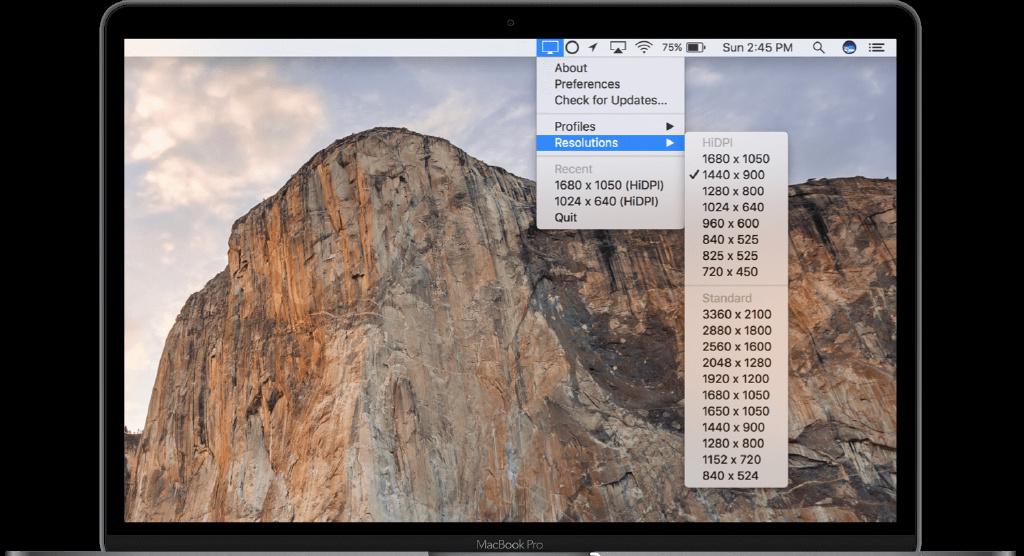 75%
Sun 2:45 PM
About
Preferences
Check for Updates...
Profiles
Resolutions
Recent
1680 x 1050 (HiDPI)
1024 x 640 (HiDPI)
Quit
HiDPI
1680 x 1050
1440 x 900
1280 x 800
1024 x 640
960 x 600
840 x 525
825 x 525
720 x 450
Standard
3360 x 2100
2880 x 1800
2560 x 1600
2048 x 1280
1920 x 1200
1680 x 1050
1650 x 1050
1440 x 900
1280 x 800
1152 x 720
840 x 524
MacBook Pro